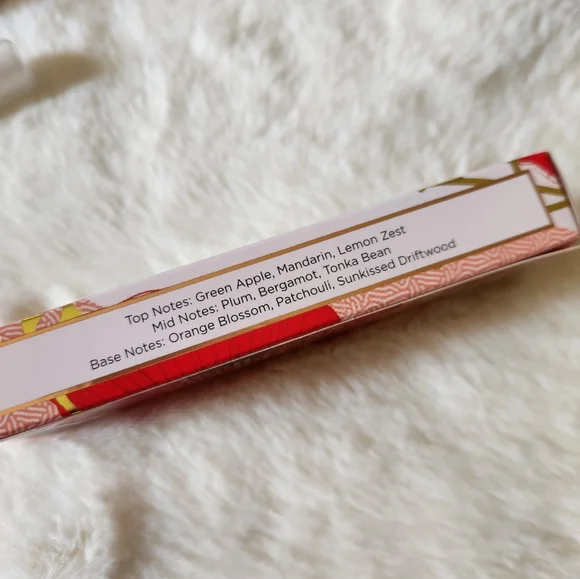 Top Notes: Green Apple, Mandarin, Lemon Zest
Mid Notes: Plum, Bergamot, Tonka Bean
Base Notes: Orange Blossom, Patchouli, Sunkissed Driftwood